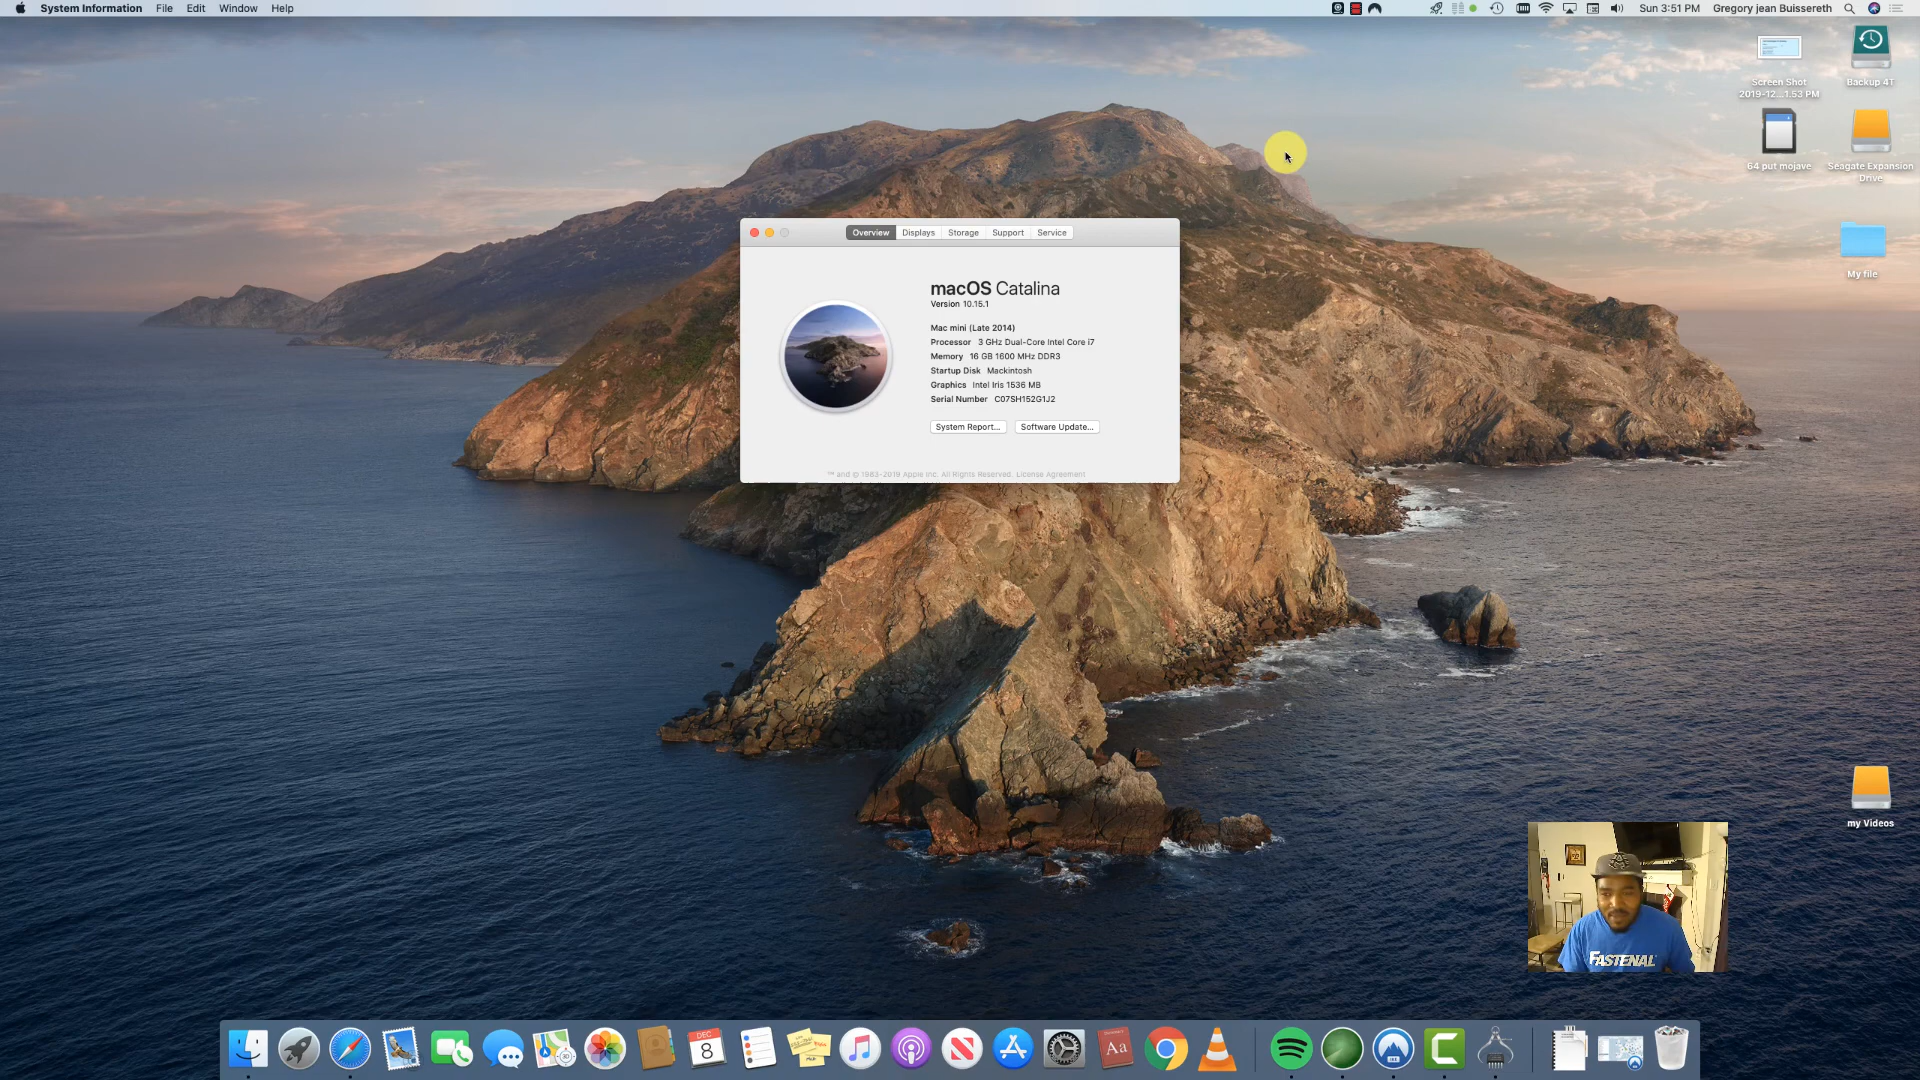 System Information File Edit Window Help
Sun 3:51 PM Gregory jean Buissereth
Screen Shot
2019-12...1.53 PM
Backup 4T
64 put mojave
Seagate Expansion
Drive
My file
Overview Displays Storage Support Service
macOS Catalina
Version 10.15.1
Mac mini (Late 2014)
Processor 3 GHz Dual-Core Intel Core i7
Memory 16 GB 1600 MHz DDR3
Startup Disk Mackintosh
Graphics Intel Iris 1536 MB
Serial Number C07SH152G1J2
System Report... Software Update...
™ and © 1983-2019 Apple Inc. All Rights Reserved. License Agreement
my Videos
FASTENAL
DEC
8
Aa